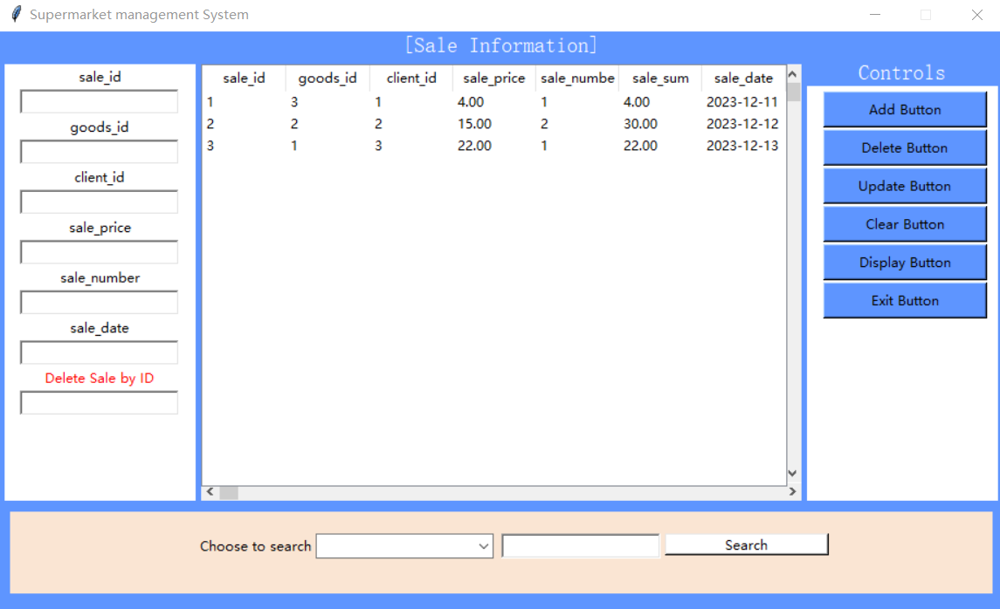 Supermarket management System
[Sale Information]
sale_id
goods_id
client_id
sale_price
sale_number
sale_date
Delete Sale by ID
sale_id goods_id client_id sale_price sale_numbe sale_sum sale_date
1 3 1 4.00 1 4.00 2023-12-11
2 2 2 15.00 2 30.00 2023-12-12
3 1 3 22.00 1 22.00 2023-12-13
Controls
Add Button
Delete Button
Update Button
Clear Button
Display Button
Exit Button
Choose to search Search